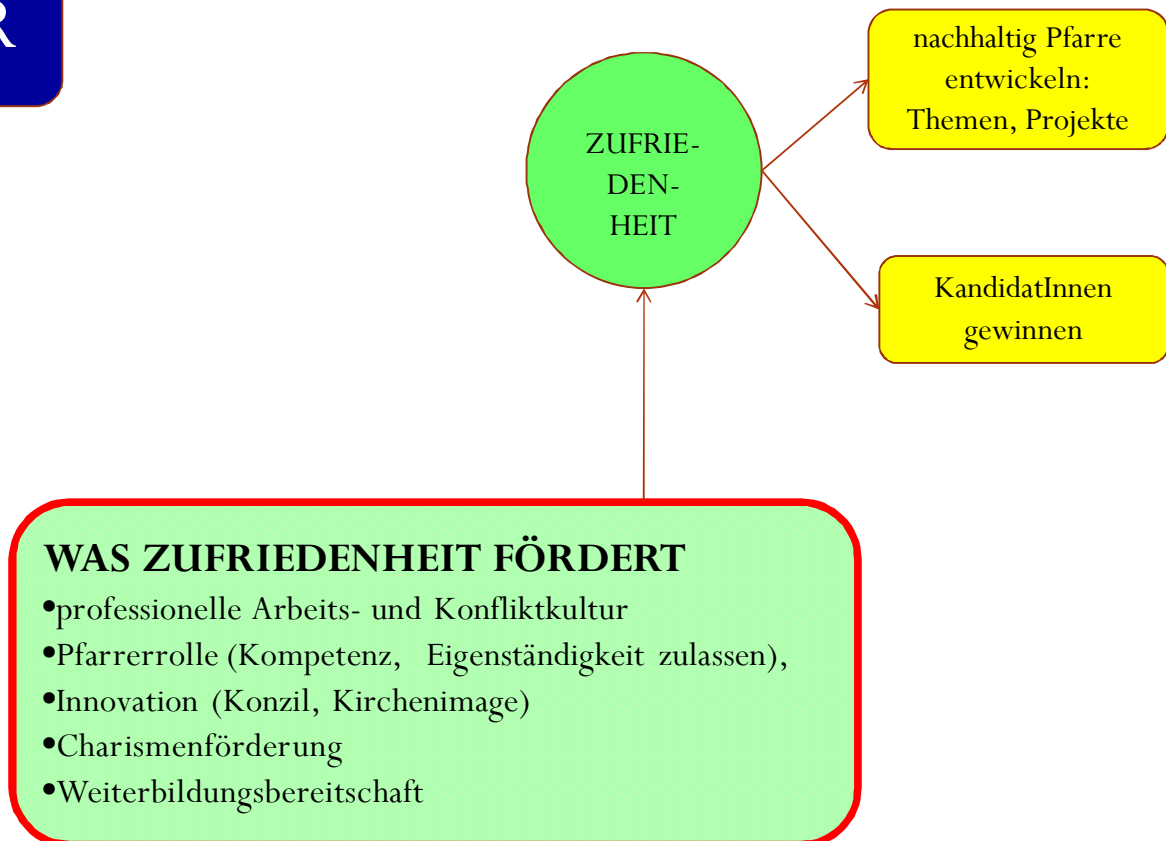 R
nachhaltig Pfarre
entwickeln:
Themen, Projekte
ZUFRIE-
DEN-
HEIT
KandidatInnen
gewinnen
WAS ZUFRIEDENHEIT FÖRDERT
•professionelle Arbeits- und Konfliktkultur
•Pfarrerrolle (Kompetenz, Eigenständigkeit zulassen),
•Innovation (Konzil, Kirchenimage)
•Charismenförderung
•Weiterbildungsbereitschaft